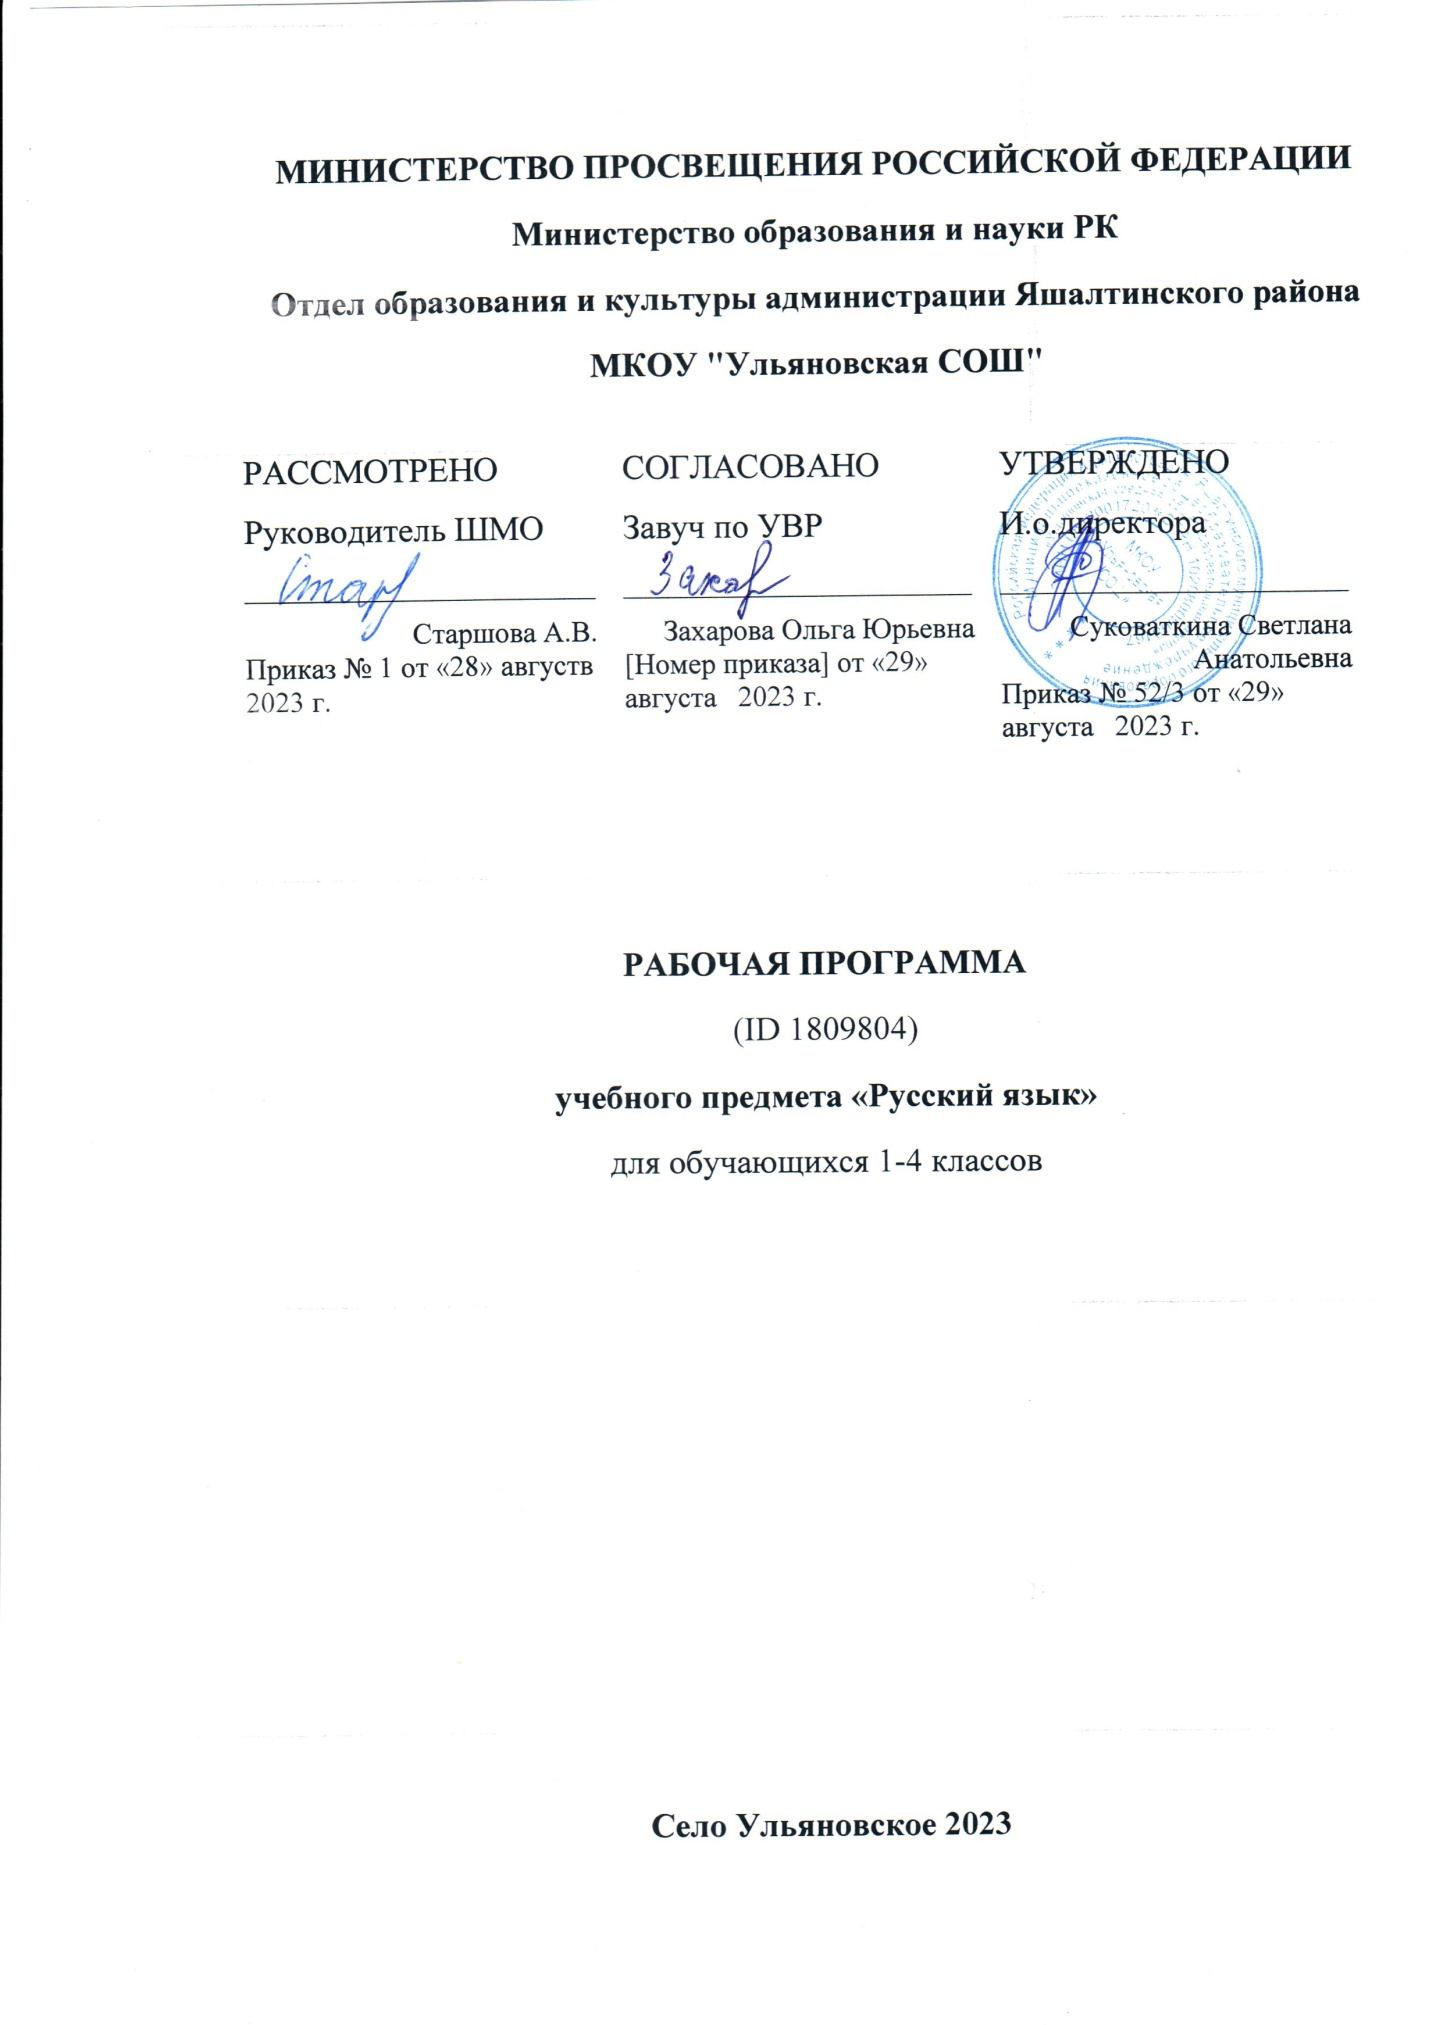 МИНИСТЕРСТВО ПРОСВЕЩЕНИЯ РОССИЙСКОЙ ФЕДЕРАЦИИ
Министерство образования и науки РК
Отдел образования и культуры администрации Яшалтинского района
МКОУ "Ульяновская СОШ"
РАССМОТРЕНО
Руководитель ШМО
Стар
Старшова А.В.
Приказ № 1 от «28» августв
2023 г.
СОГЛАСОВАНО
Завуч по УВР
Захар
Захарова Ольга Юрьевна
[Номер приказа] от «29»
августа 2023 г.
УТВЕРЖДЕНО
И.о.директора
МКОУ
Суковаткина Светлана
Анатольевна
Приказ № 52/3 от «29»
августа 2023 г.
РАБОЧАЯ ПРОГРАММА
(ID 1809804)
учебного предмета «Русский язык»
для обучающихся 1-4 классов
Село Ульяновское 2023